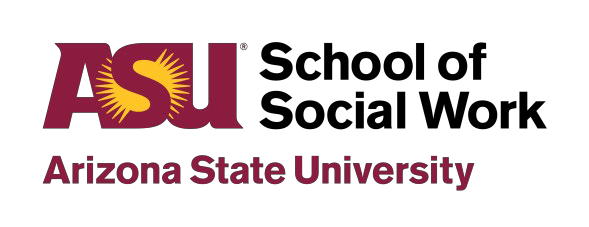 ASU® School of
Social Work
Arizona State University